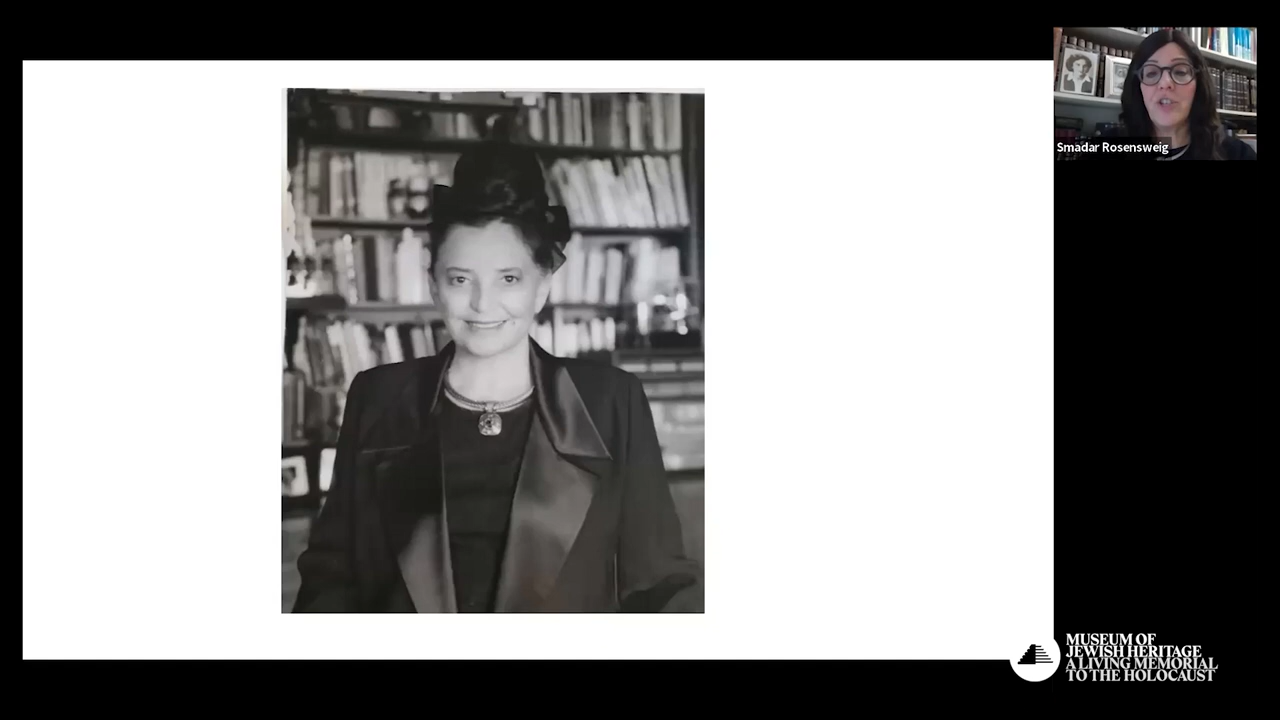 Smadar Rosensweig
MUSEUM OF
JEWISH HERITAGE
A LIVING MEMORIAL
TO THE HOLOCAUST